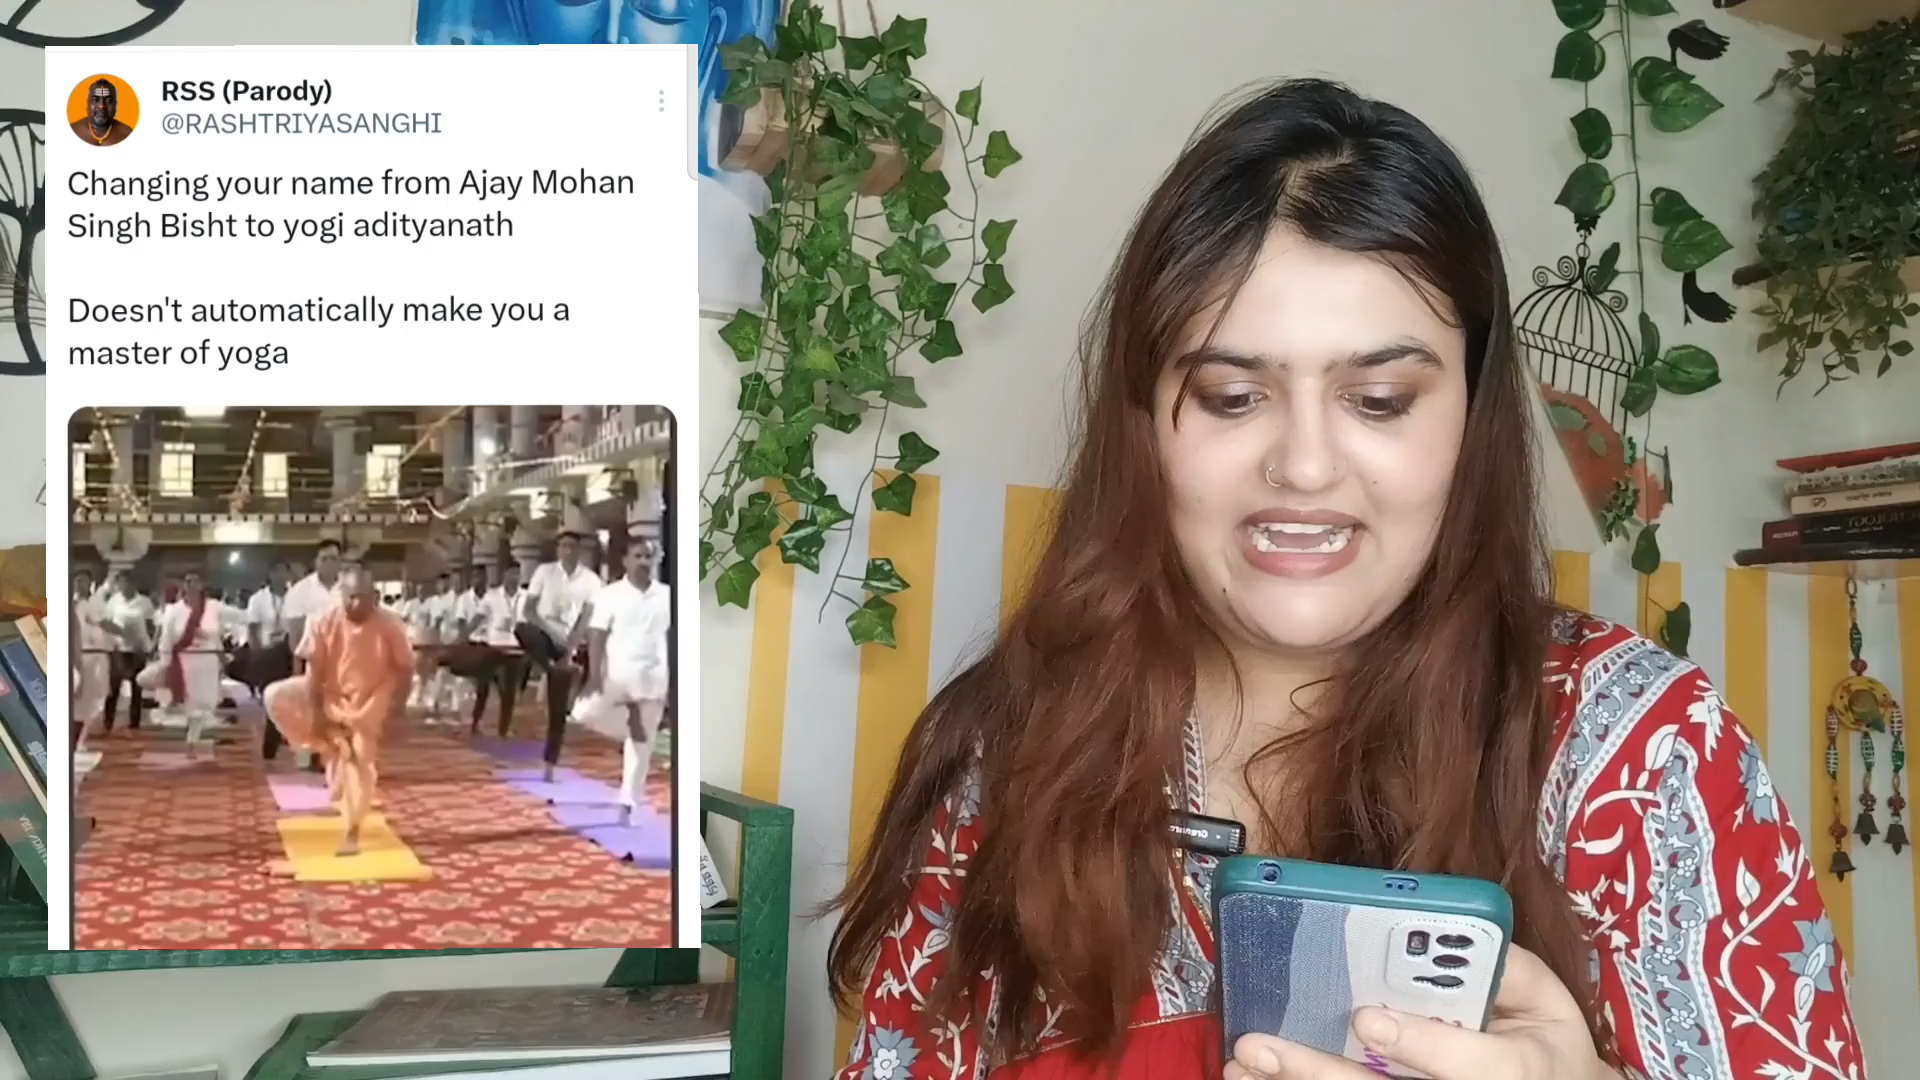 RSS (Parody)
@RASHTRIYASANGHI
Changing your name from Ajay Mohan
Singh Bisht to yogi adityanath
Doesn't automatically make you a
master of yoga